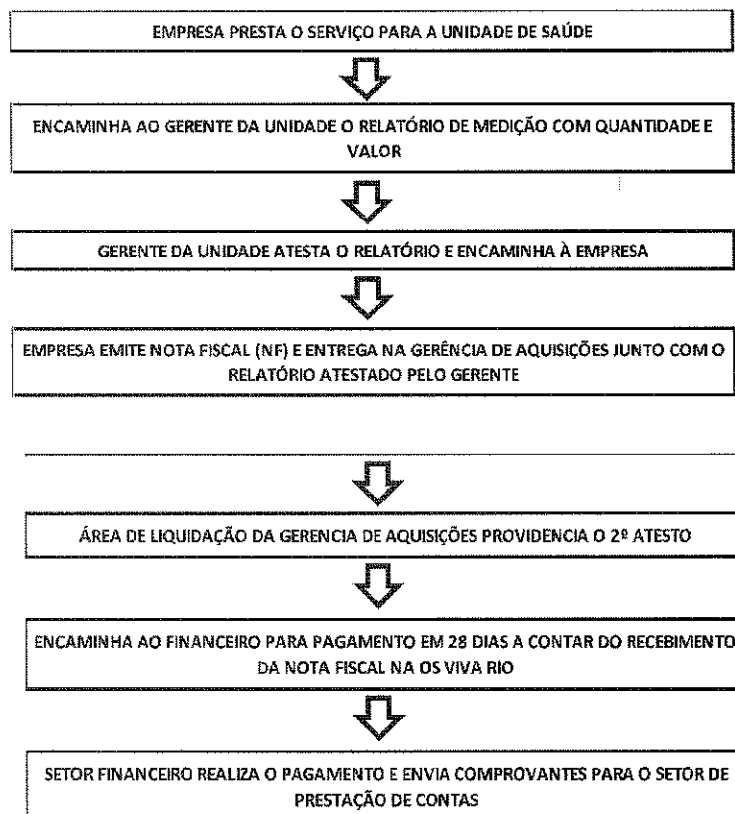 EMPRESA PRESTA O SERVIÇO PARA A UNIDADE DE SAÚDE
ENCAMINHA AO GERENTE DA UNIDADE O RELATÓRIO DE MEDIÇÃO COM QUANTIDADE E
VALOR
GERENTE DA UNIDADE ATESTA O RELATÓRIO E ENCAMINHA À EMPRESA
EMPRESA EMITE NOTA FISCAL (NF) E ENTREGA NA GERÊNCIA DE AQUISIÇÕES JUNTO COM O
RELATÓRIO ATESTADO PELO GERENTE
ÁREA DE LIQUIDAÇÃO DA GERENCIA DE AQUISIÇÕES PROVIDENCIA O 2º ATESTO
ENCAMINHA AO FINANCEIRO PARA PAGAMENTO EM 28 DIAS A CONTAR DO RECEBIMENTO
DA NOTA FISCAL NA OS VIVA RIO
SETOR FINANCEIRO REALIZA O PAGAMENTO E ENVIA COMPROVANTES PARA O SETOR DE
PRESTAÇÃO DE CONTAS